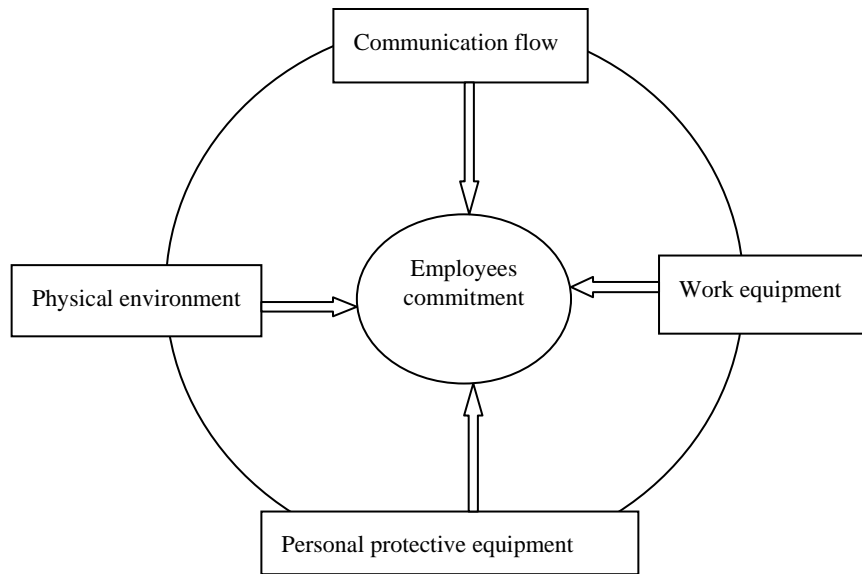 Communication flow
Employees
commitment
Physical environment
Work equipment
Personal protective equipment